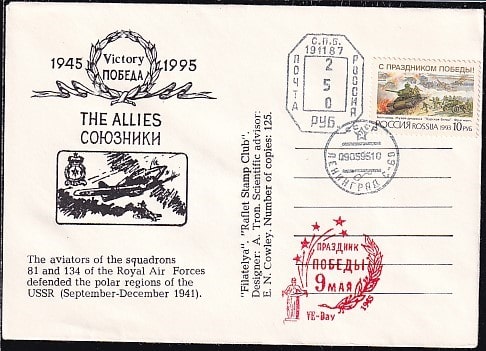 1945 Victory 1995
ПОБЕДА
THE ALLIES
СОЮЗНИКИ
The aviators of the squadrons
81 and 134 of the Royal Air Forces
defended the polar regions of the
USSR (September-December 1941).
"Filatelya". "Raflet Stamp Club".
Designer: A. Tron. Scientific advisor:
E. N. Cowley. Number of copies: 125.
С.П.Б.
191187
ПОЧТА
РОССИЯ
2
5
0
РУБ.
С ПРАЗДНИКОМ ПОБЕДЫ!
РОССИЯ ROSSIJA 1993 10 РУБ
СССР
09059510
ЛЕНИНГРАД
ПРАЗДНИК
ПОБЕДЫ
9 МАЯ
1945
VE-Day